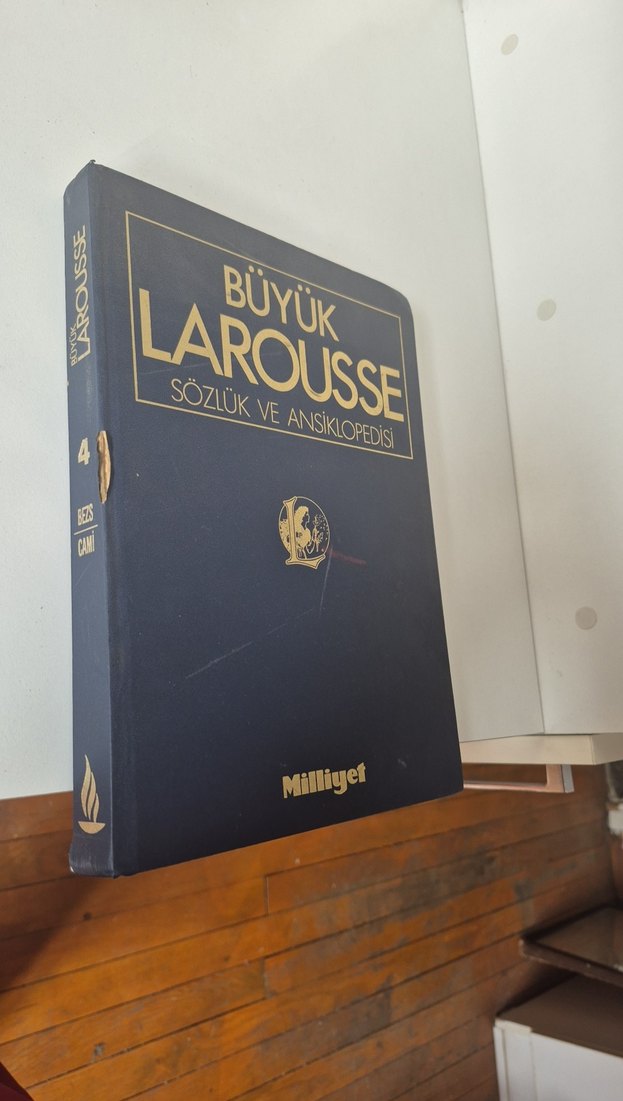 BÜYÜK
LAROUSSE
SÖZLÜK VE ANSİKLOPEDİSİ
L
Milliyet
BÜYÜK
LAROUSSE
4
BEZS
CAMİ